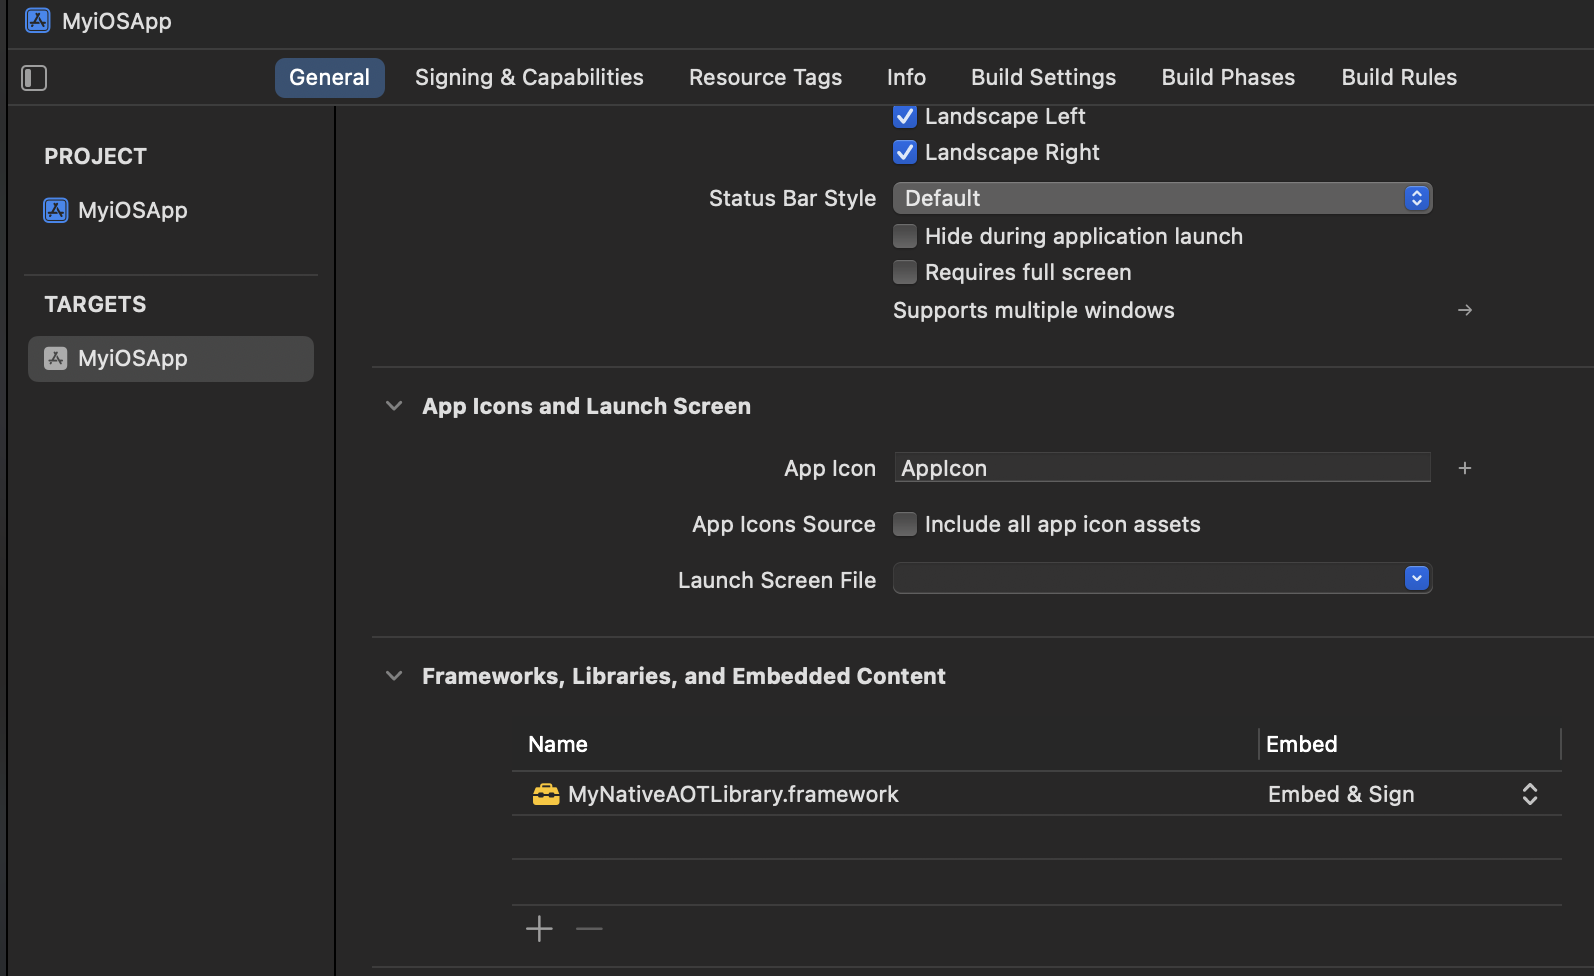 MyiOSApp
General Signing & Capabilities Resource Tags Info Build Settings Build Phases Build Rules
PROJECT
MyiOSApp
TARGETS
MyiOSApp
Landscape Left
Landscape Right
Status Bar Style Default
Hide during application launch
Requires full screen
Supports multiple windows
App Icons and Launch Screen
App Icon AppIcon
App Icons Source Include all app icon assets
Launch Screen File
Frameworks, Libraries, and Embedded Content
Name Embed
MyNativeAOTLibrary.framework Embed & Sign